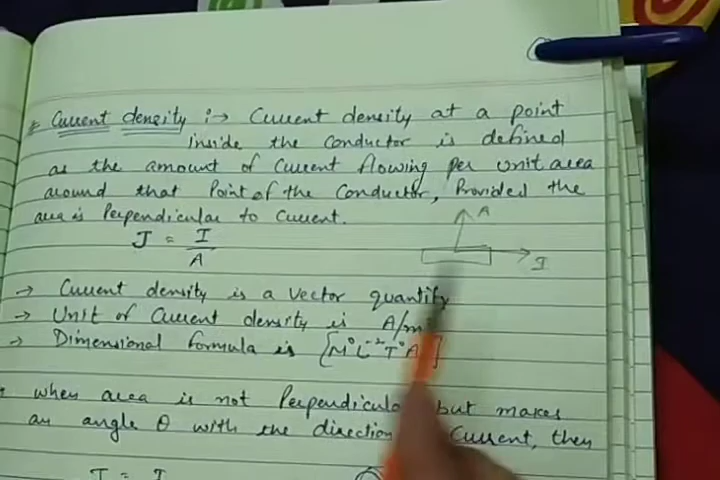 Current density :→ Current density at a point
inside the conductor is defined
as the amount of current flowing per unit area
around that Point of the conductor, Provided the
area is Perpendicular to current.
J = I/A
A
I
→ Current density is a vector quantity
→ Unit of Current density is A/m
→ Dimensional formula is [M⁰L⁻²T⁰A
when area is not Perpendicular but makes
an angle θ with the direction Current, then